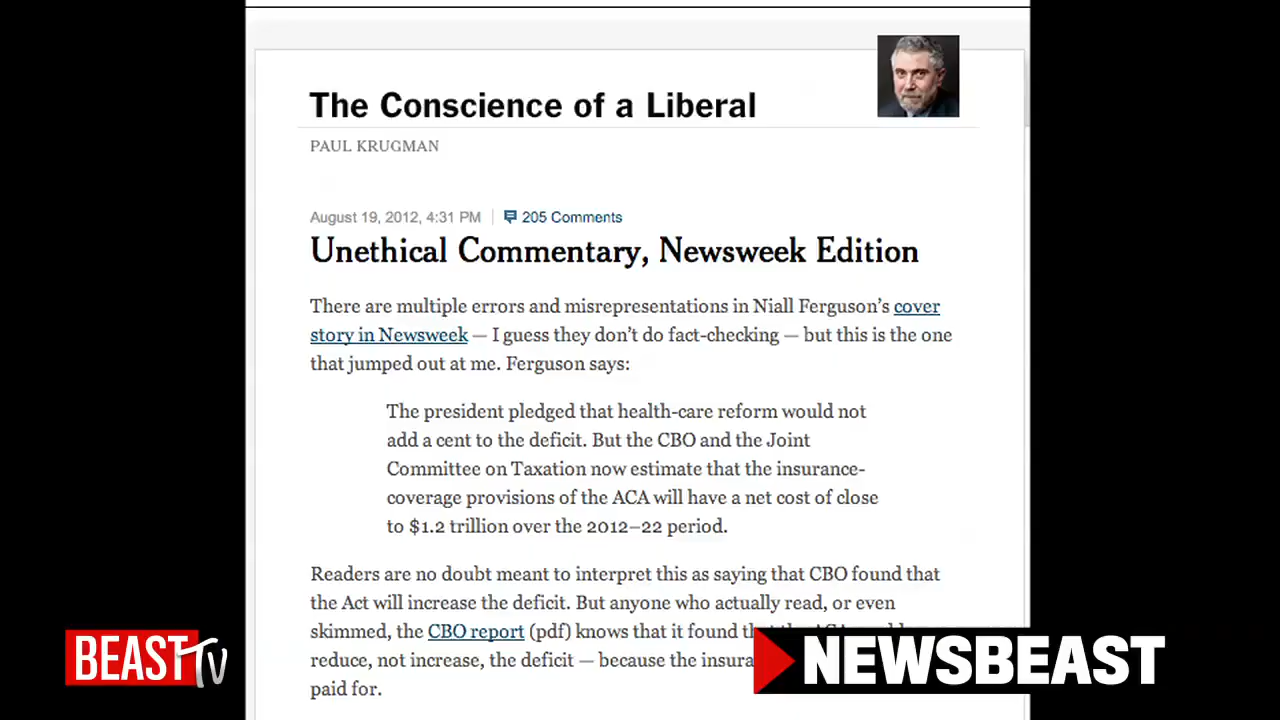 The Conscience of a Liberal
PAUL KRUGMAN
August 19, 2012, 4:31 PM | 205 Comments
Unethical Commentary, Newsweek Edition
There are multiple errors and misrepresentations in Niall Ferguson’s cover
story in Newsweek — I guess they don’t do fact-checking — but this is the one
that jumped out at me. Ferguson says:
The president pledged that health-care reform would not
add a cent to the deficit. But the CBO and the Joint
Committee on Taxation now estimate that the insurance-
coverage provisions of the ACA will have a net cost of close
to $1.2 trillion over the 2012–22 period.
Readers are no doubt meant to interpret this as saying that CBO found that
the Act will increase the deficit. But anyone who actually read, or even
skimmed, the CBO report (pdf) knows that it found
reduce, not increase, the deficit — because the
paid for.
BEAST TV
NEWSBEAST